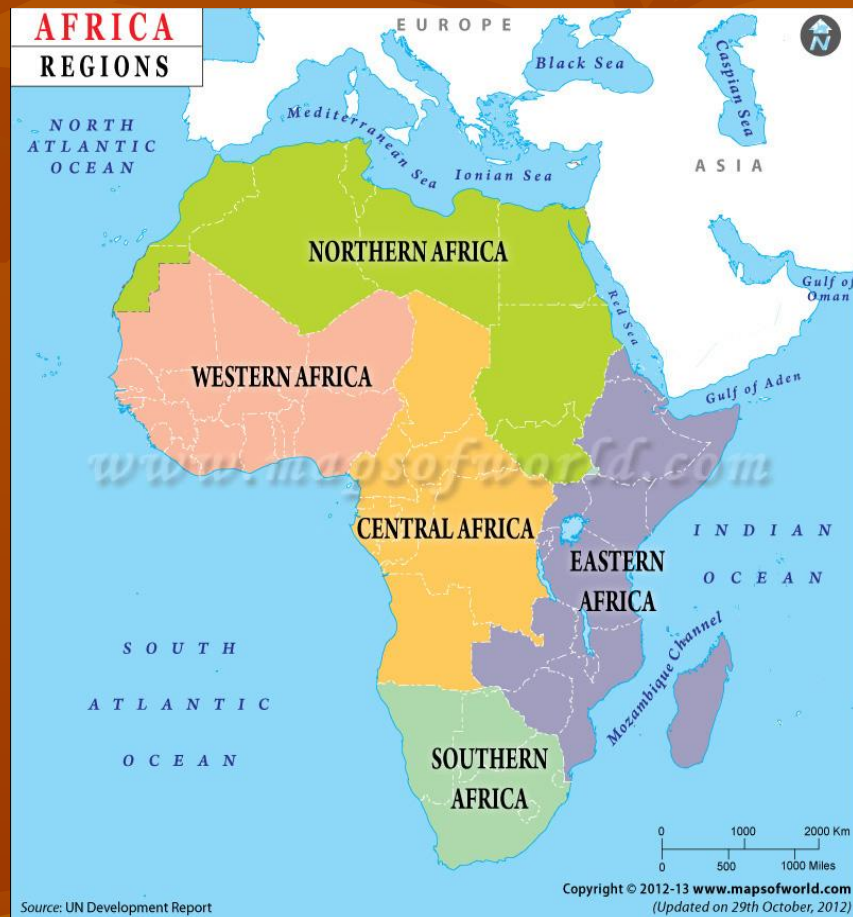 AFRICA
REGIONS
EUROPE
N
Black Sea
Caspian Sea
NORTH
ATLANTIC
OCEAN
Mediterranean Sea
Ionian Sea
ASIA
NORTHERN AFRICA
Red Sea
Gulf of
Oman
WESTERN AFRICA
Gulf of Aden
www.mapsofworld.com
CENTRAL AFRICA
EASTERN
AFRICA
INDIAN
OCEAN
SOUTH
ATLANTIC
OCEAN
Mozambique Channel
SOUTHERN
AFRICA
0 1000 2000 Km
0 500 1000 Miles
Copyright © 2012-13 www.mapsofworld.com
Source: UN Development Report
(Updated on 29th October, 2012)